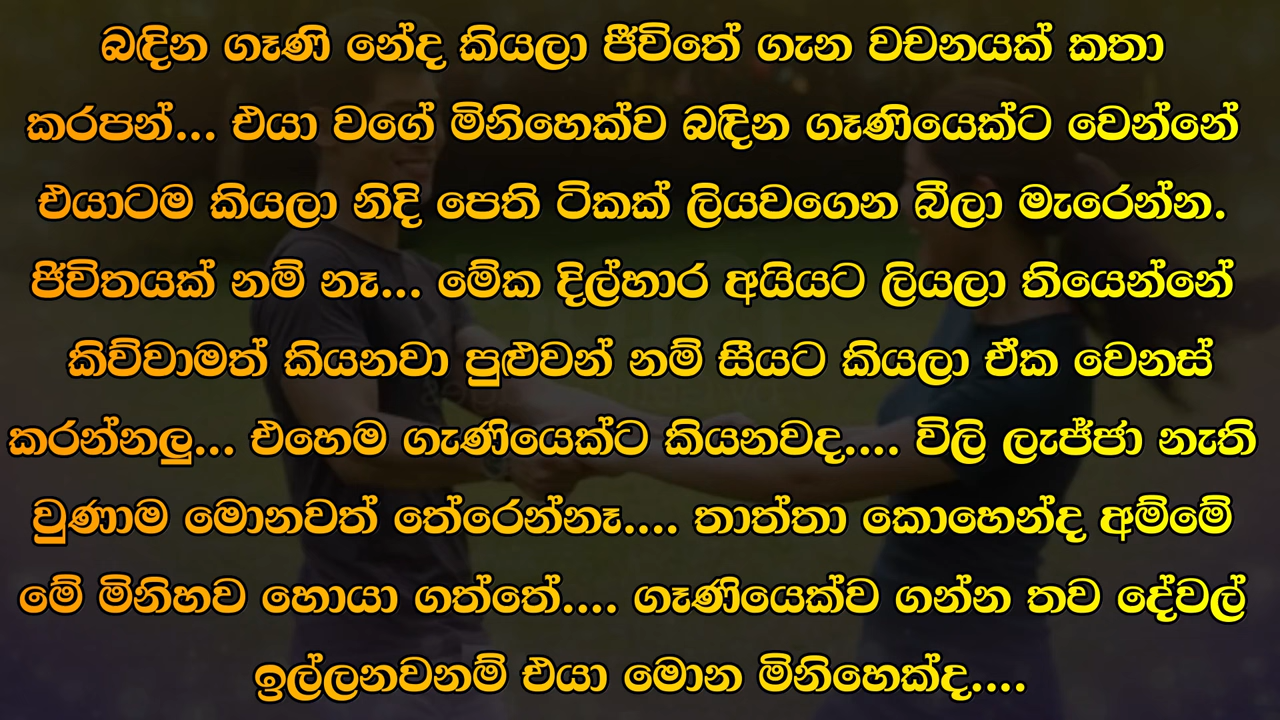 බඳින ගෑණි නේද කියලා ජීවිතේ ගැන වචනයක් කතා
කරපන්... එයා වගේ මිනිහෙක්ව බඳින ගෑණියෙක්ට වෙන්නේ
එයාටම කියලා නිදි පෙති ටිකක් ලියවගෙන බීලා මැරෙන්න.
ජිවිතයක් නම් නෑ... මේක දිල්හාර අයියට ලියලා තියෙන්නේ
කිව්වාමත් කියනවා පුළුවන් නම් සීයට කියලා ඒක වෙනස්
කරන්නලු... එහෙම ගැණියෙක්ට කියනවද.... විලි ලැජ්ජා නැති
වුණාම මොනවත් තේරෙන්නෑ.... තාත්තා කොහෙන්ද අම්මේ
මේ මිනිහව හොයා ගත්තේ.... ගෑණියෙක්ව ගන්න තව දේවල්
ඉල්ලනවනම් එයා මොන මිනිහෙක්ද....